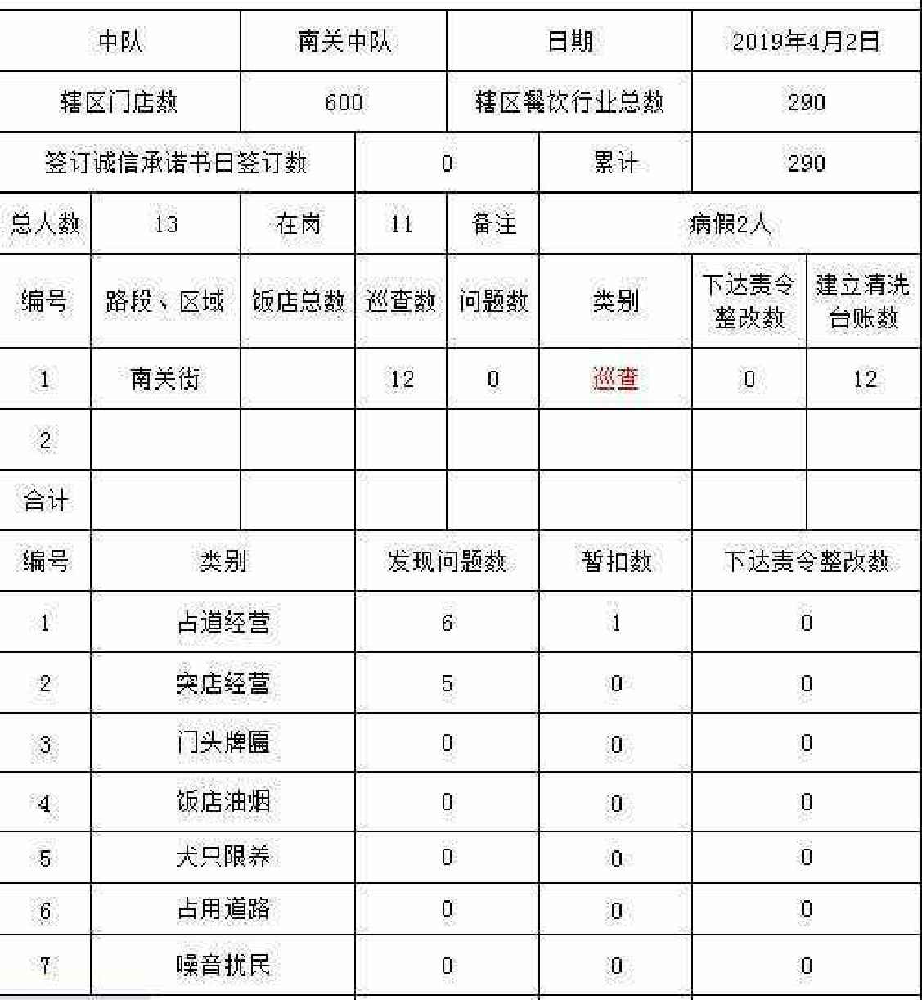 中队 南关中队 日期 2019年4月2日
辖区门店数 600 辖区餐饮行业总数 290
签订诚信承诺书日签订数 0 累计 290
总人数 13 在岗 11 备注 病假2人
编号 路段、区域 饭店总数 巡查数 问题数 类别 下达责令整改数 建立清洗台账数
1 南关街 12 0 巡查 0 12
2
合计
编号 类别 发现问题数 暂扣数 下达责令整改数
1 占道经营 6 1 0
2 突店经营 5 0 0
3 门头牌匾 0 0 0
4 饭店油烟 0 0 0
5 犬只限养 0 0 0
6 占用道路 0 0 0
7 噪音扰民 0 0 0